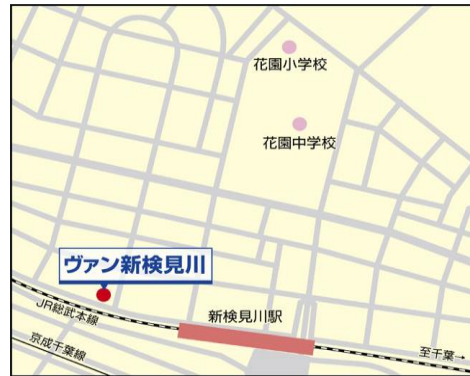 花園小学校
花園中学校
ヴァン新検見川
JR総武本線
新検見川駅
京成千葉線
至千葉→